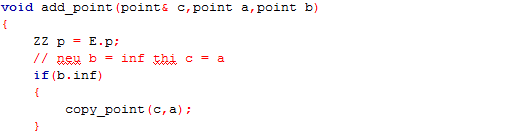 void add_point(point& c,point a,point b)
{
ZZ p = E.p;
// neu b = inf thi c = a
if(b.inf)
{
copy_point(c,a);
}